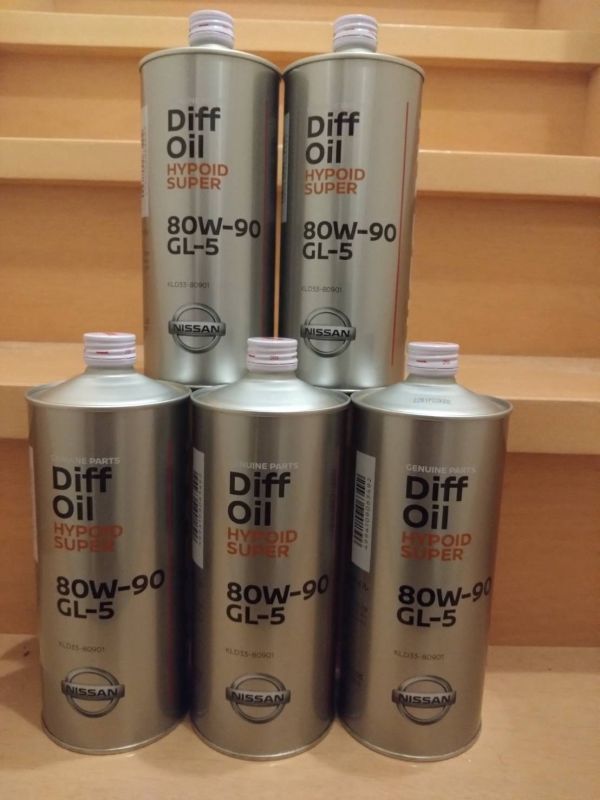 Diff
Oil
HYPOID
SUPER
80W-90
GL-5
KLD33-80901
NISSAN
Diff
Oil
HYPOID
SUPER
80W-90
GL-5
KLD33-80901
NISSAN
GENUINE PARTS
Diff
Oil
HYPOID
SUPER
80W-90
GL-5
KLD33-80901
NISSAN
GENUINE PARTS
Diff
Oil
HYPOID
SUPER
80W-90
GL-5
KLD33-80901
NISSAN
GENUINE PARTS
Diff
Oil
HYPOID
SUPER
80W-90
GL-5
KLD33-80901
NISSAN